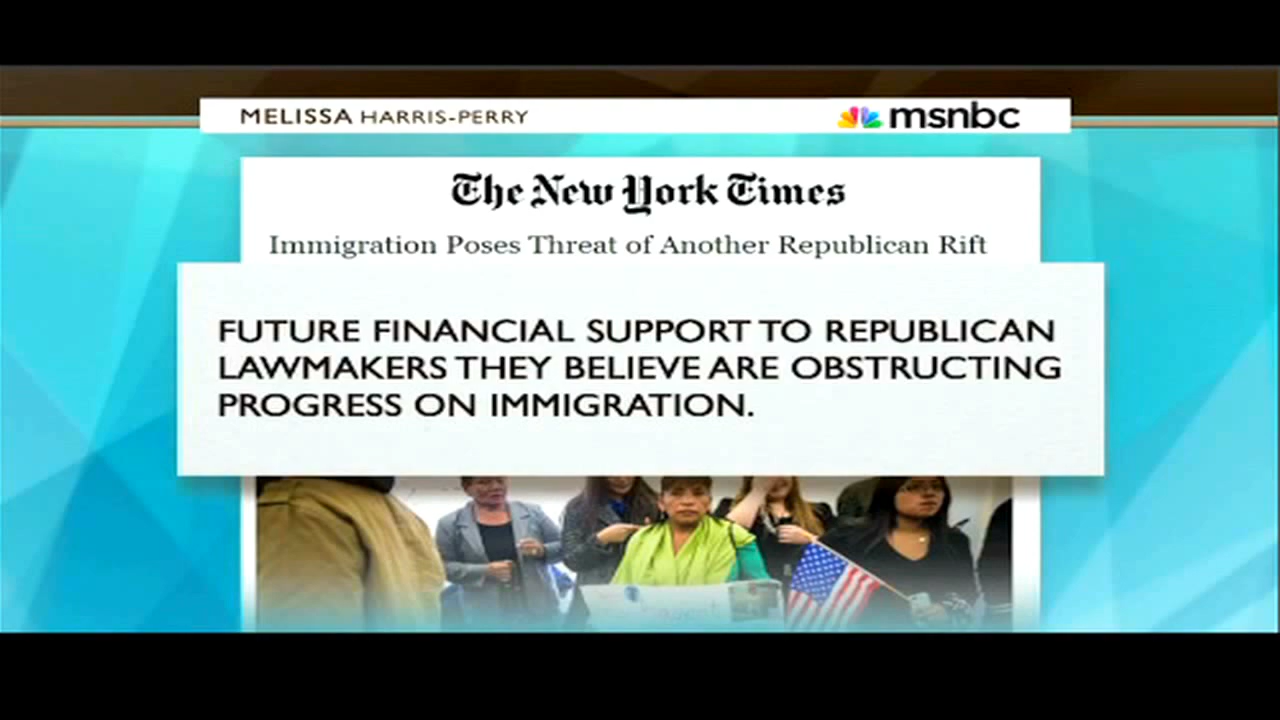 MELISSA HARRIS-PERRY
msnbc
The New York Times
Immigration Poses Threat of Another Republican Rift
FUTURE FINANCIAL SUPPORT TO REPUBLICAN
LAWMAKERS THEY BELIEVE ARE OBSTRUCTING
PROGRESS ON IMMIGRATION.